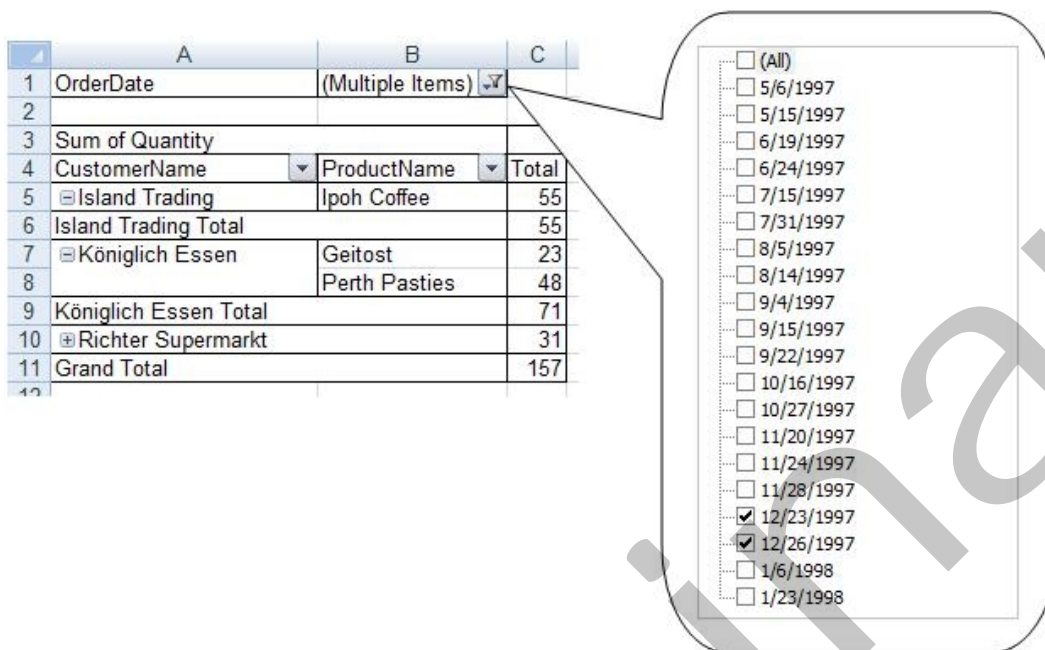 A B C
1 OrderDate (Multiple Items)
2
3 Sum of Quantity
4 CustomerName ProductName Total
5 Island Trading Ipoh Coffee 55
6 Island Trading Total 55
7 Königlich Essen Geitost 23
8 Perth Pasties 48
9 Königlich Essen Total 71
10 Richter Supermarkt 31
11 Grand Total 157
12
(All)
5/6/1997
5/15/1997
6/19/1997
6/24/1997
7/15/1997
7/31/1997
8/5/1997
8/14/1997
9/4/1997
9/15/1997
9/22/1997
10/16/1997
10/27/1997
11/20/1997
11/24/1997
11/28/1997
12/23/1997
12/26/1997
1/6/1998
1/23/1998